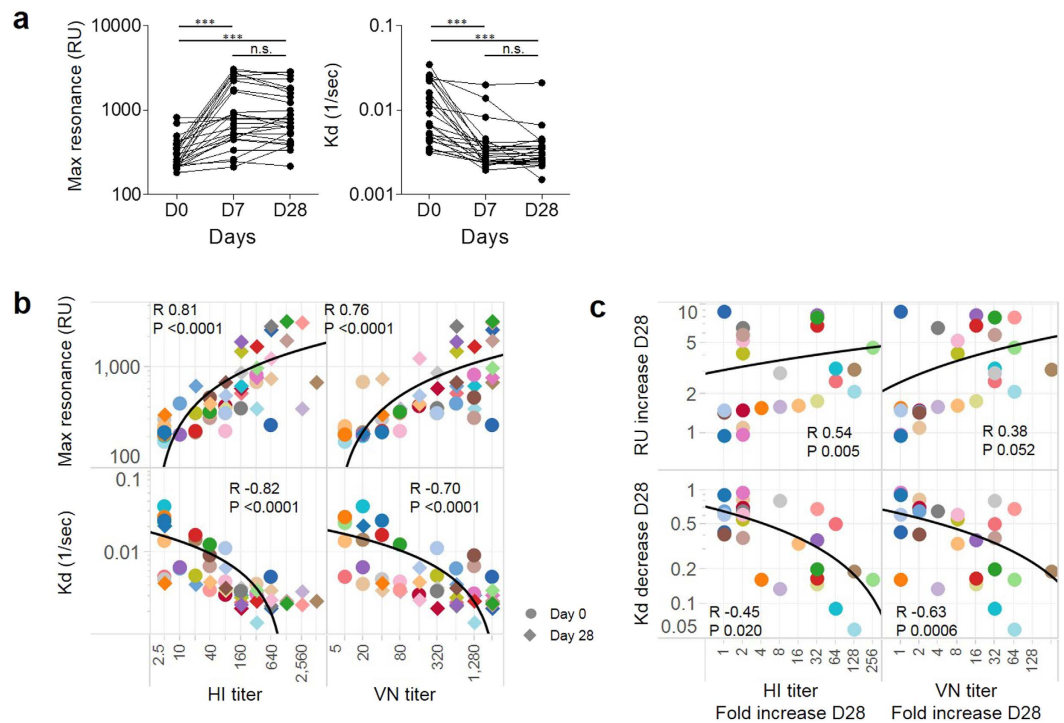 a
Max resonance (RU)
10000
1000
100
***
***
n.s.
D0 D7 D28
Days
Kd (1/sec)
0.1
0.01
0.001
***
***
n.s.
D0 D7 D28
Days
b
Max resonance (RU)
1,000
100
R 0.81
P <0.0001
R 0.76
P <0.0001
Kd (1/sec)
0.1
0.01
R -0.82
P <0.0001
R -0.70
P <0.0001
2.5 10 40 160 640 2,560
HI titer
5 20 80 320 1,280
VN titer
Day 0
Day 28
c
RU increase D28
10
5
2
1
R 0.54
P 0.005
R 0.38
P 0.052
Kd decrease D28
1
0.5
0.2
0.1
0.05
R -0.45
P 0.020
R -0.63
P 0.0006
1 2 4 8 16 32 64 128 256
HI titer
Fold increase D28
1 2 4 8 16 32 64 128
VN titer
Fold increase D28